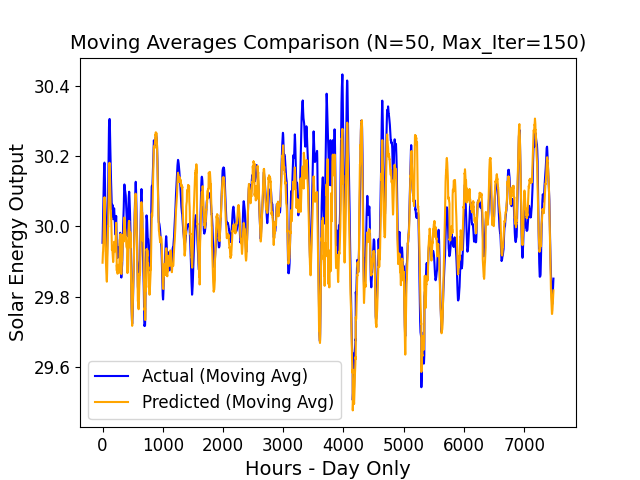 Moving Averages Comparison (N=50, Max_Iter=150)
Solar Energy Output
30.4
30.2
30.0
29.8
29.6
Actual (Moving Avg)
Predicted (Moving Avg)
0 1000 2000 3000 4000 5000 6000 7000
Hours - Day Only